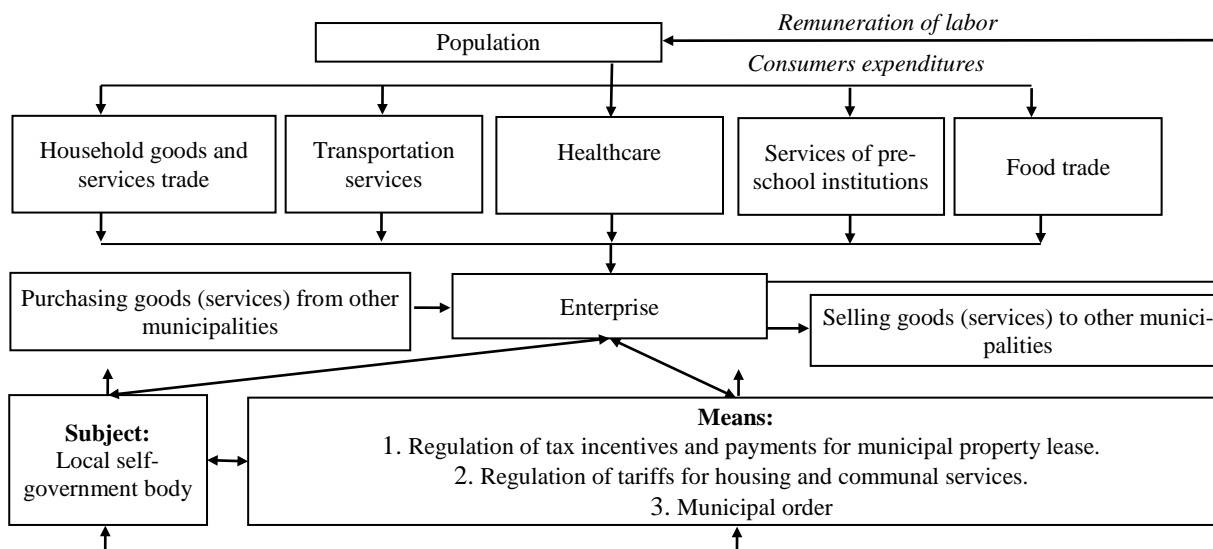 Remuneration of labor
Population
Consumers expenditures
Household goods and
services trade
Transportation
services
Healthcare
Services of pre-
school institutions
Food trade
Purchasing goods (services) from other
municipalities
Enterprise
Selling goods (services) to other munici-
palities
Subject:
Local self-
government body
Means:
1. Regulation of tax incentives and payments for municipal property lease.
2. Regulation of tariffs for housing and communal services.
3. Municipal order